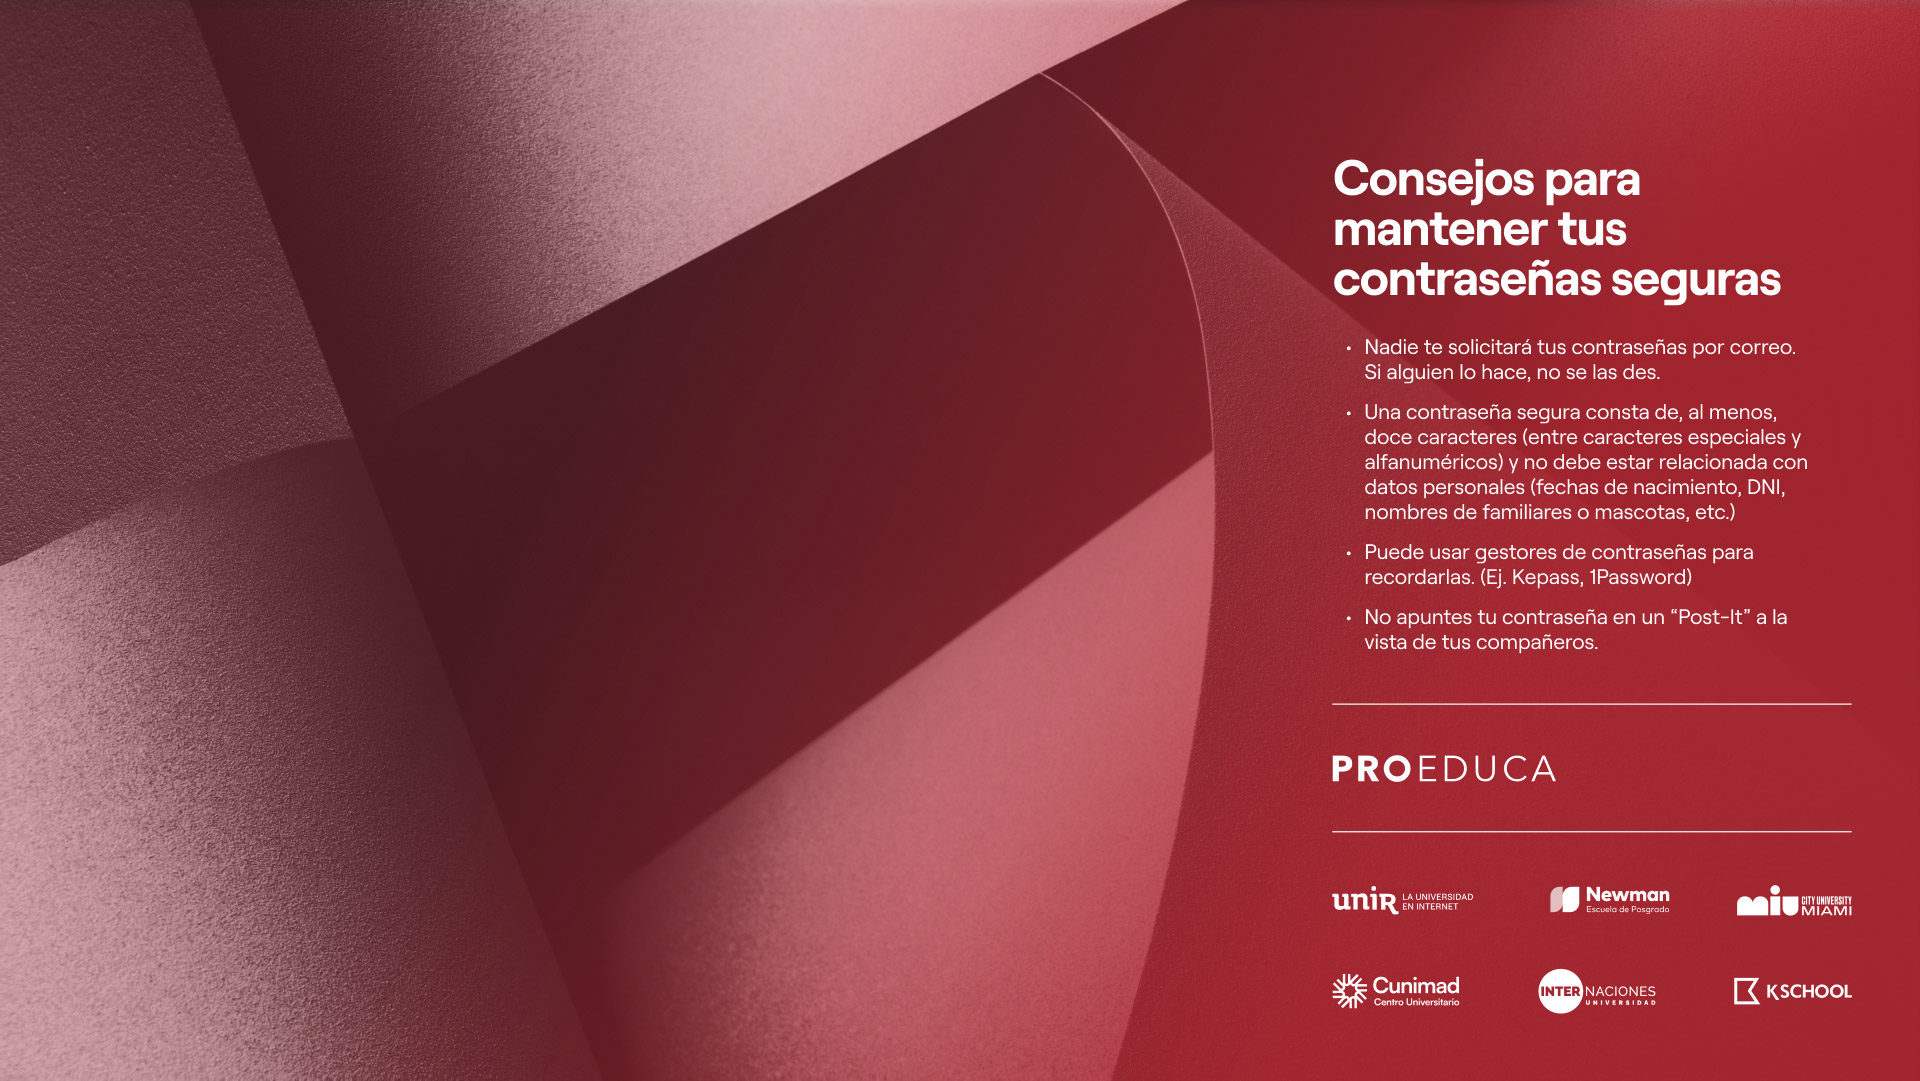 Consejos para
mantener tus
contraseñas seguras
• Nadie te solicitará tus contraseñas por correo.
Si alguien lo hace, no se las des.
• Una contraseña segura consta de, al menos,
doce caracteres (entre caracteres especiales y
alfanuméricos) y no debe estar relacionada con
datos personales (fechas de nacimiento, DNI,
nombres de familiares o mascotas, etc.)
• Puede usar gestores de contraseñas para
recordarlas. (Ej. Kepass, 1Password)
• No apuntes tu contraseña en un “Post-It” a la
vista de tus compañeros.
PROEDUCA
unir LA UNIVERSIDAD
EN INTERNET
Newman
Escuela de Posgrado
miu CITY UNIVERSITY
MIAMI
Cunimad
Centro Universitario
INTERNACIONES
UNIVERSIDAD
KSCHOOL